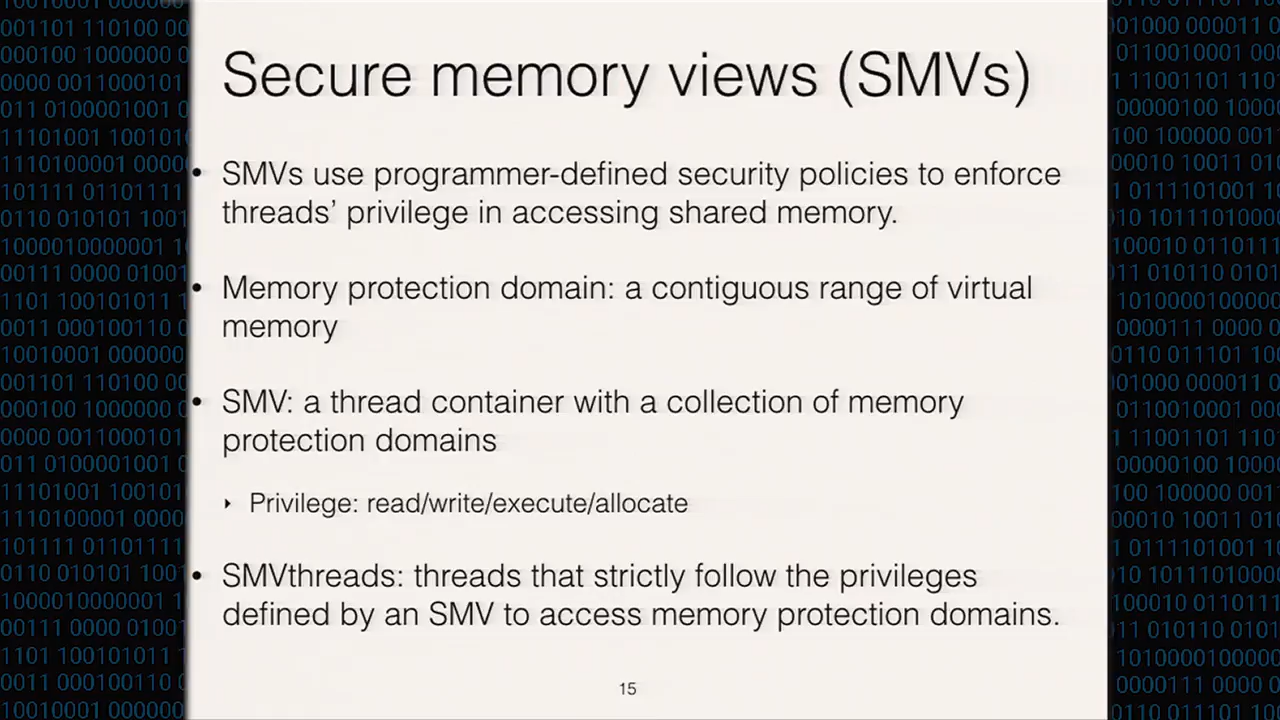 Secure memory views (SMVs)
• SMVs use programmer-defined security policies to enforce
threads’ privilege in accessing shared memory.
• Memory protection domain: a contiguous range of virtual
memory
• SMV: a thread container with a collection of memory
protection domains
‣ Privilege: read/write/execute/allocate
• SMVthreads: threads that strictly follow the privileges
defined by an SMV to access memory protection domains.
15